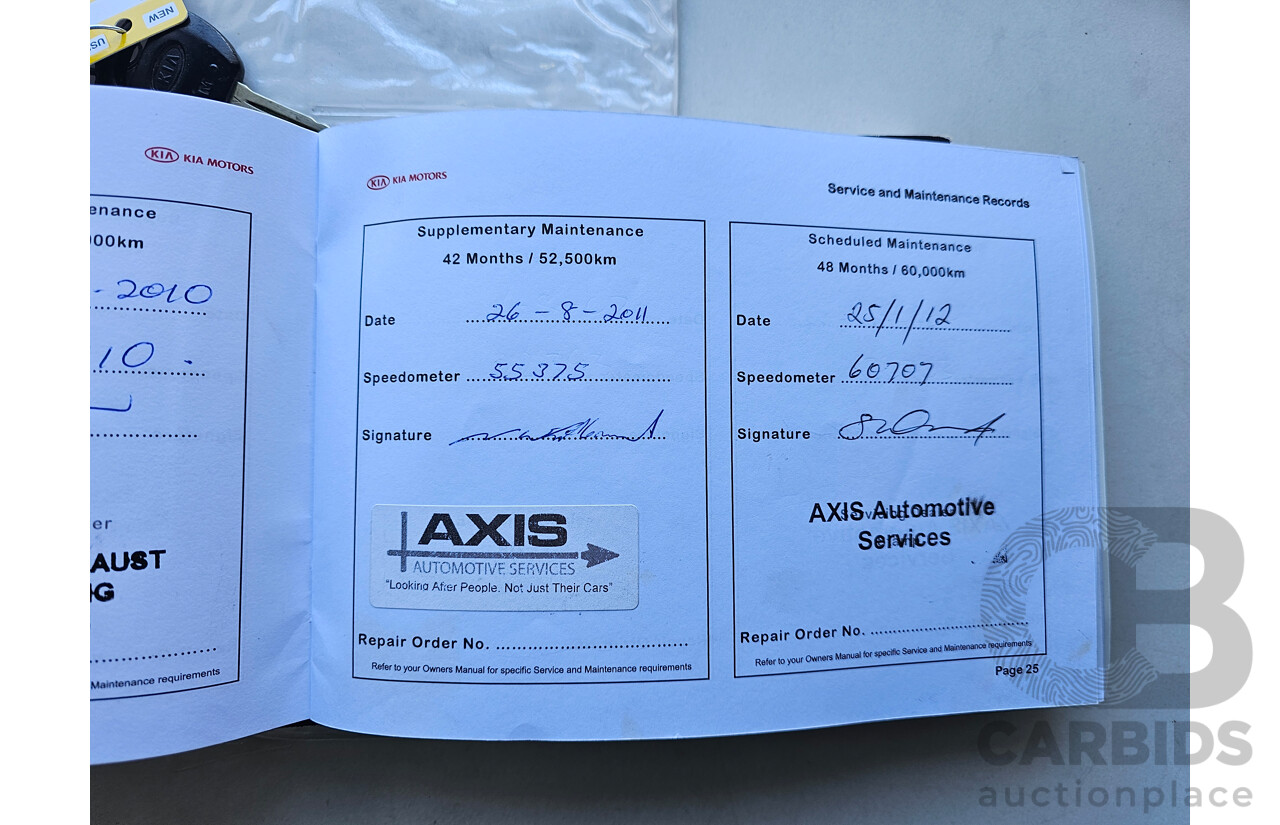 NEW
KIA
KIA KIA MOTORS
enance
000km
- 2010
10 -
er
AUST
G
Maintenance requirements
KIA KIA MOTORS
Service and Maintenance Records
Supplementary Maintenance
42 Months / 52,500km
Date 26 - 8 - 2011
Speedometer 55375
Signature
AXIS
AUTOMOTIVE SERVICES
"Looking After People. Not Just Their Cars"
Repair Order No.
Refer to your Owners Manual for specific Service and Maintenance requirements
Scheduled Maintenance
48 Months / 60,000km
Date 25/1/12
Speedometer 60707
Signature
AXIS Automotive
Services
Repair Order No.
Refer to your Owners Manual for specific Service and Maintenance requirements
Page 25
CB
CARBIDS
auctionplace